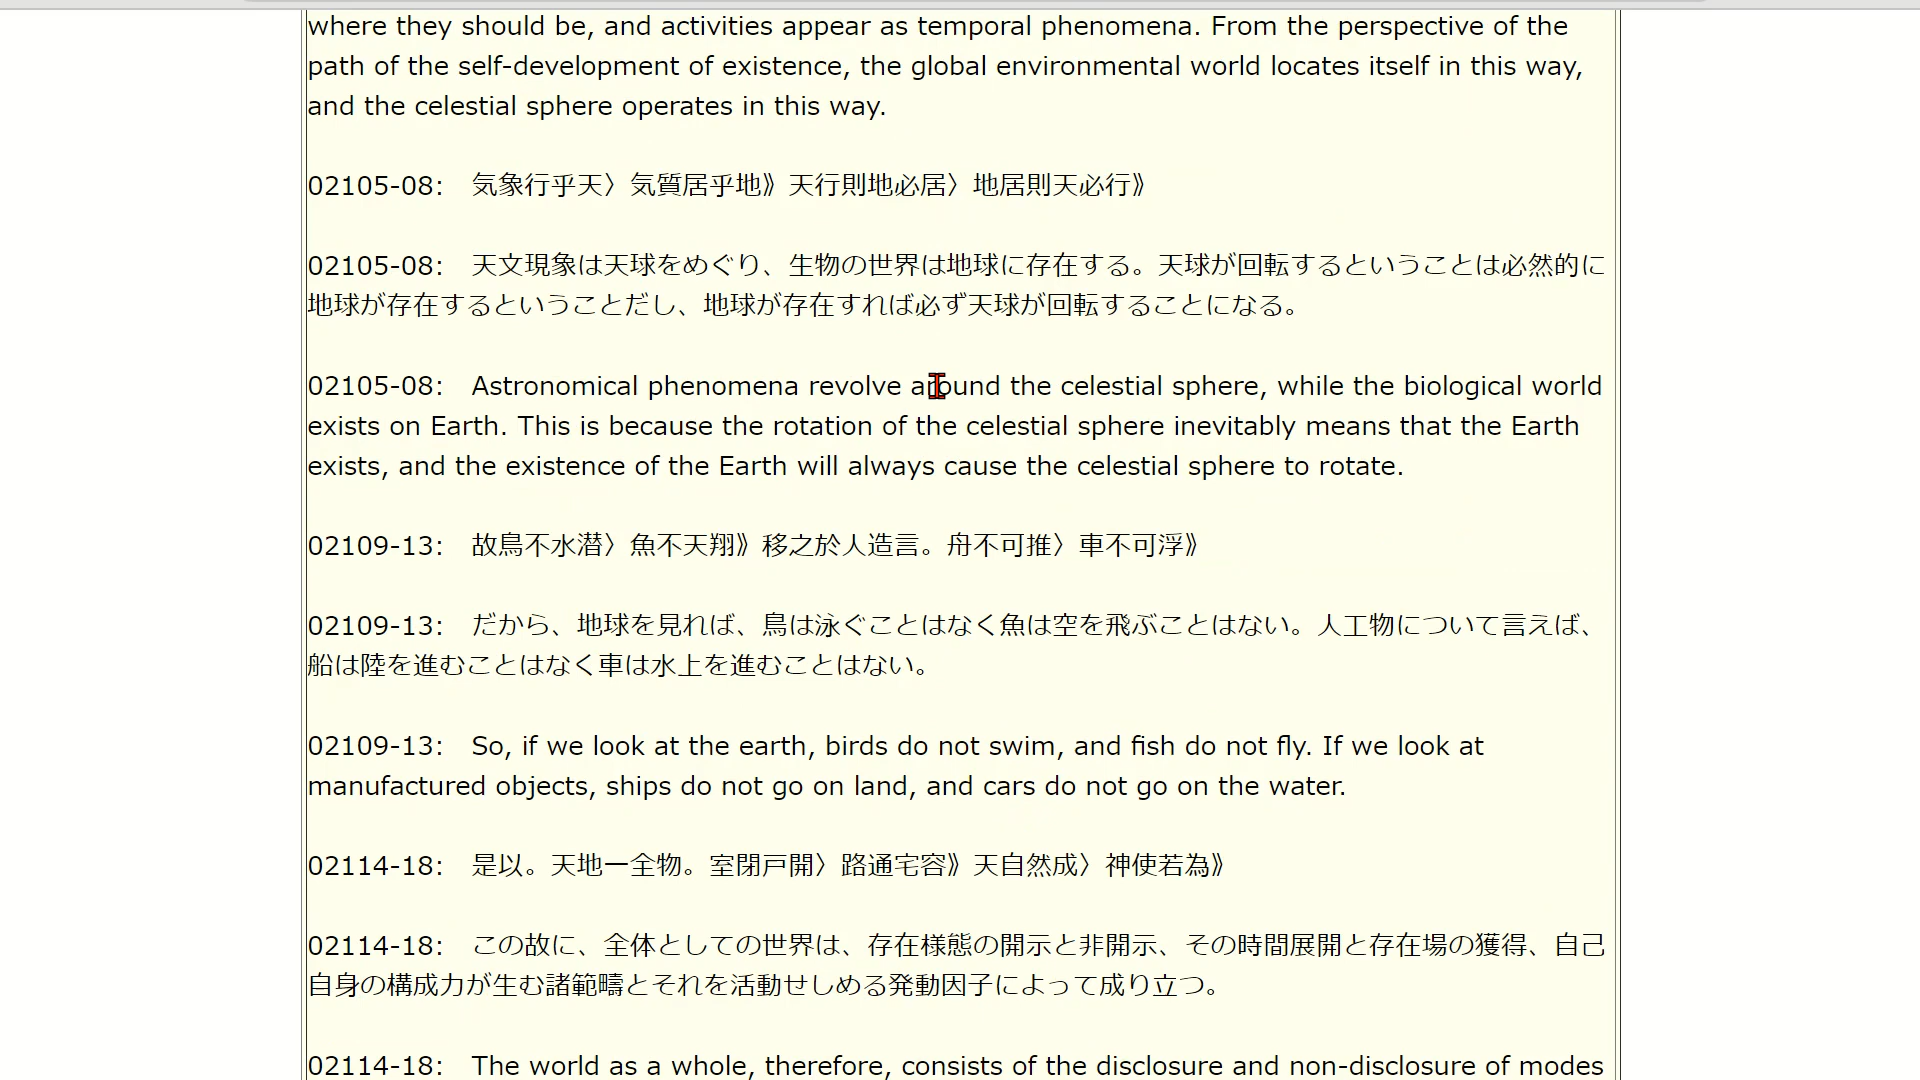 where they should be, and activities appear as temporal phenomena. From the perspective of the
path of the self-development of existence, the global environmental world locates itself in this way,
and the celestial sphere operates in this way.
02105-08: 気象行乎天〉気質居乎地》天行則地必居〉地居則天必行》
02105-08: 天文現象は天球をめぐり、生物の世界は地球に存在する。天球が回転するということは必然的に
地球が存在するということだし、地球が存在すれば必ず天球が回転することになる。
02105-08: Astronomical phenomena revolve around the celestial sphere, while the biological world
exists on Earth. This is because the rotation of the celestial sphere inevitably means that the Earth
exists, and the existence of the Earth will always cause the celestial sphere to rotate.
02109-13: 故鳥不水潜〉魚不天翔》移之於人造言。舟不可推〉車不可浮》
02109-13: だから、地球を見れば、鳥は泳ぐことはなく魚は空を飛ぶことはない。人工物について言えば、
船は陸を進むことはなく車は水上を進むことはない。
02109-13: So, if we look at the earth, birds do not swim, and fish do not fly. If we look at
manufactured objects, ships do not go on land, and cars do not go on the water.
02114-18: 是以。天地一全物。室閉戸開〉路通宅容》天自然成〉神使若為》
02114-18: この故に、全体としての世界は、存在様態の開示と非開示、その時間展開と存在場の獲得、自己
自身の構成力が生む諸範疇とそれを活動せしめる発動因子によって成り立つ。
02114-18: The world as a whole, therefore, consists of the disclosure and non-disclosure of modes